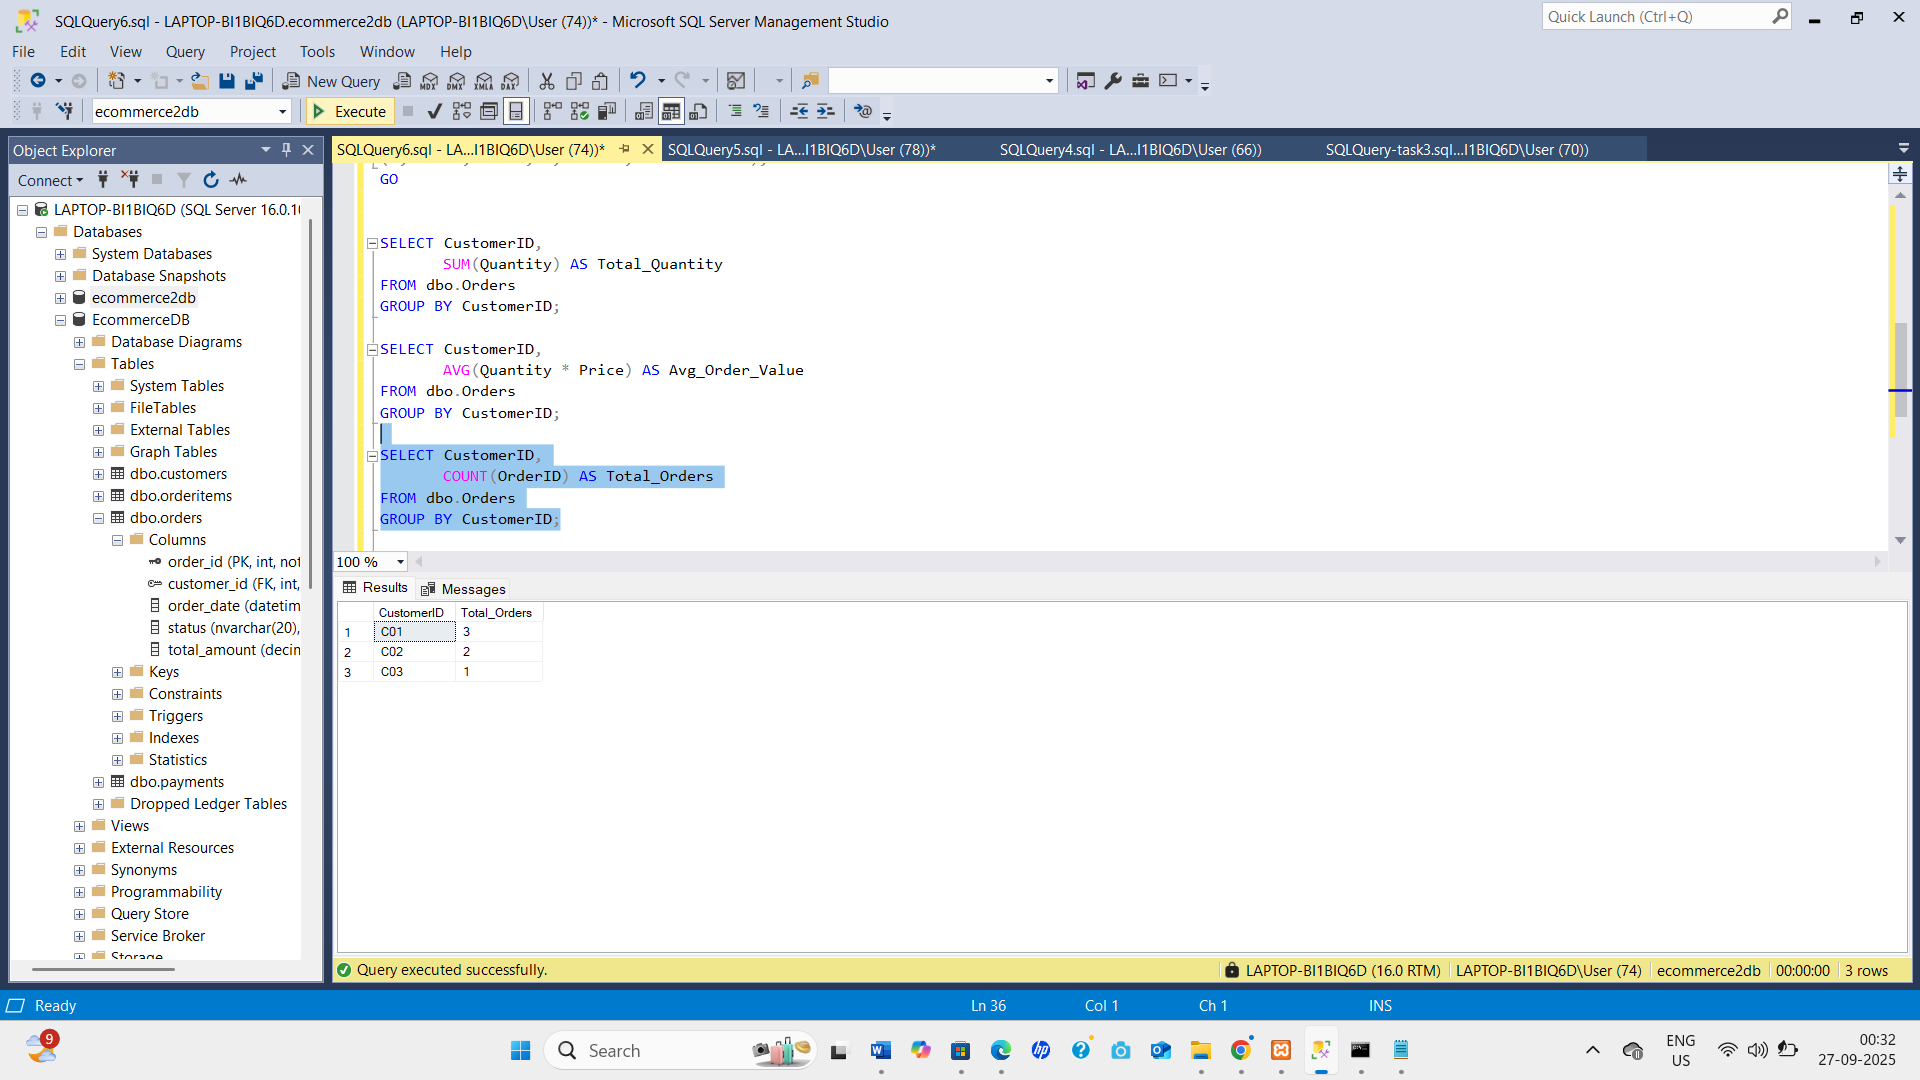 SQLQuery6.sql - LAPTOP-BI1BIQ6D.ecommerce2db (LAPTOP-BI1BIQ6D\User (74))* - Microsoft SQL Server Management Studio
Quick Launch (Ctrl+Q)
File Edit View Query Project Tools Window Help
New Query MDX DMX XMLA DAX
ecommerce2db Execute
Object Explorer
Connect
LAPTOP-BI1BIQ6D (SQL Server 16.0.1
Databases
System Databases
Database Snapshots
ecommerce2db
EcommerceDB
Database Diagrams
Tables
System Tables
FileTables
External Tables
Graph Tables
dbo.customers
dbo.orderitems
dbo.orders
Columns
order_id (PK, int, not
customer_id (FK, int,
order_date (datetim
status (nvarchar(20),
total_amount (decim
Keys
Constraints
Triggers
Indexes
Statistics
dbo.payments
Dropped Ledger Tables
Views
External Resources
Synonyms
Programmability
Query Store
Service Broker
Storage
SQLQuery6.sql - LA...I1BIQ6D\User (74))* SQLQuery5.sql - LA...I1BIQ6D\User (78))* SQLQuery4.sql - LA...I1BIQ6D\User (66)) SQLQuery-task3.sql...I1BIQ6D\User (70))
GO
SELECT CustomerID,
SUM(Quantity) AS Total_Quantity
FROM dbo.Orders
GROUP BY CustomerID;
SELECT CustomerID,
AVG(Quantity * Price) AS Avg_Order_Value
FROM dbo.Orders
GROUP BY CustomerID;
SELECT CustomerID,
COUNT(OrderID) AS Total_Orders
FROM dbo.Orders
GROUP BY CustomerID;
100 %
Results Messages
CustomerID Total_Orders
1 C01 3
2 C02 2
3 C03 1
Query executed successfully. LAPTOP-BI1BIQ6D (16.0 RTM) LAPTOP-BI1BIQ6D\User (74) ecommerce2db 00:00:00 3 rows
Ready Ln 36 Col 1 Ch 1 INS
9 Search ENG 00:32
US 27-09-2025